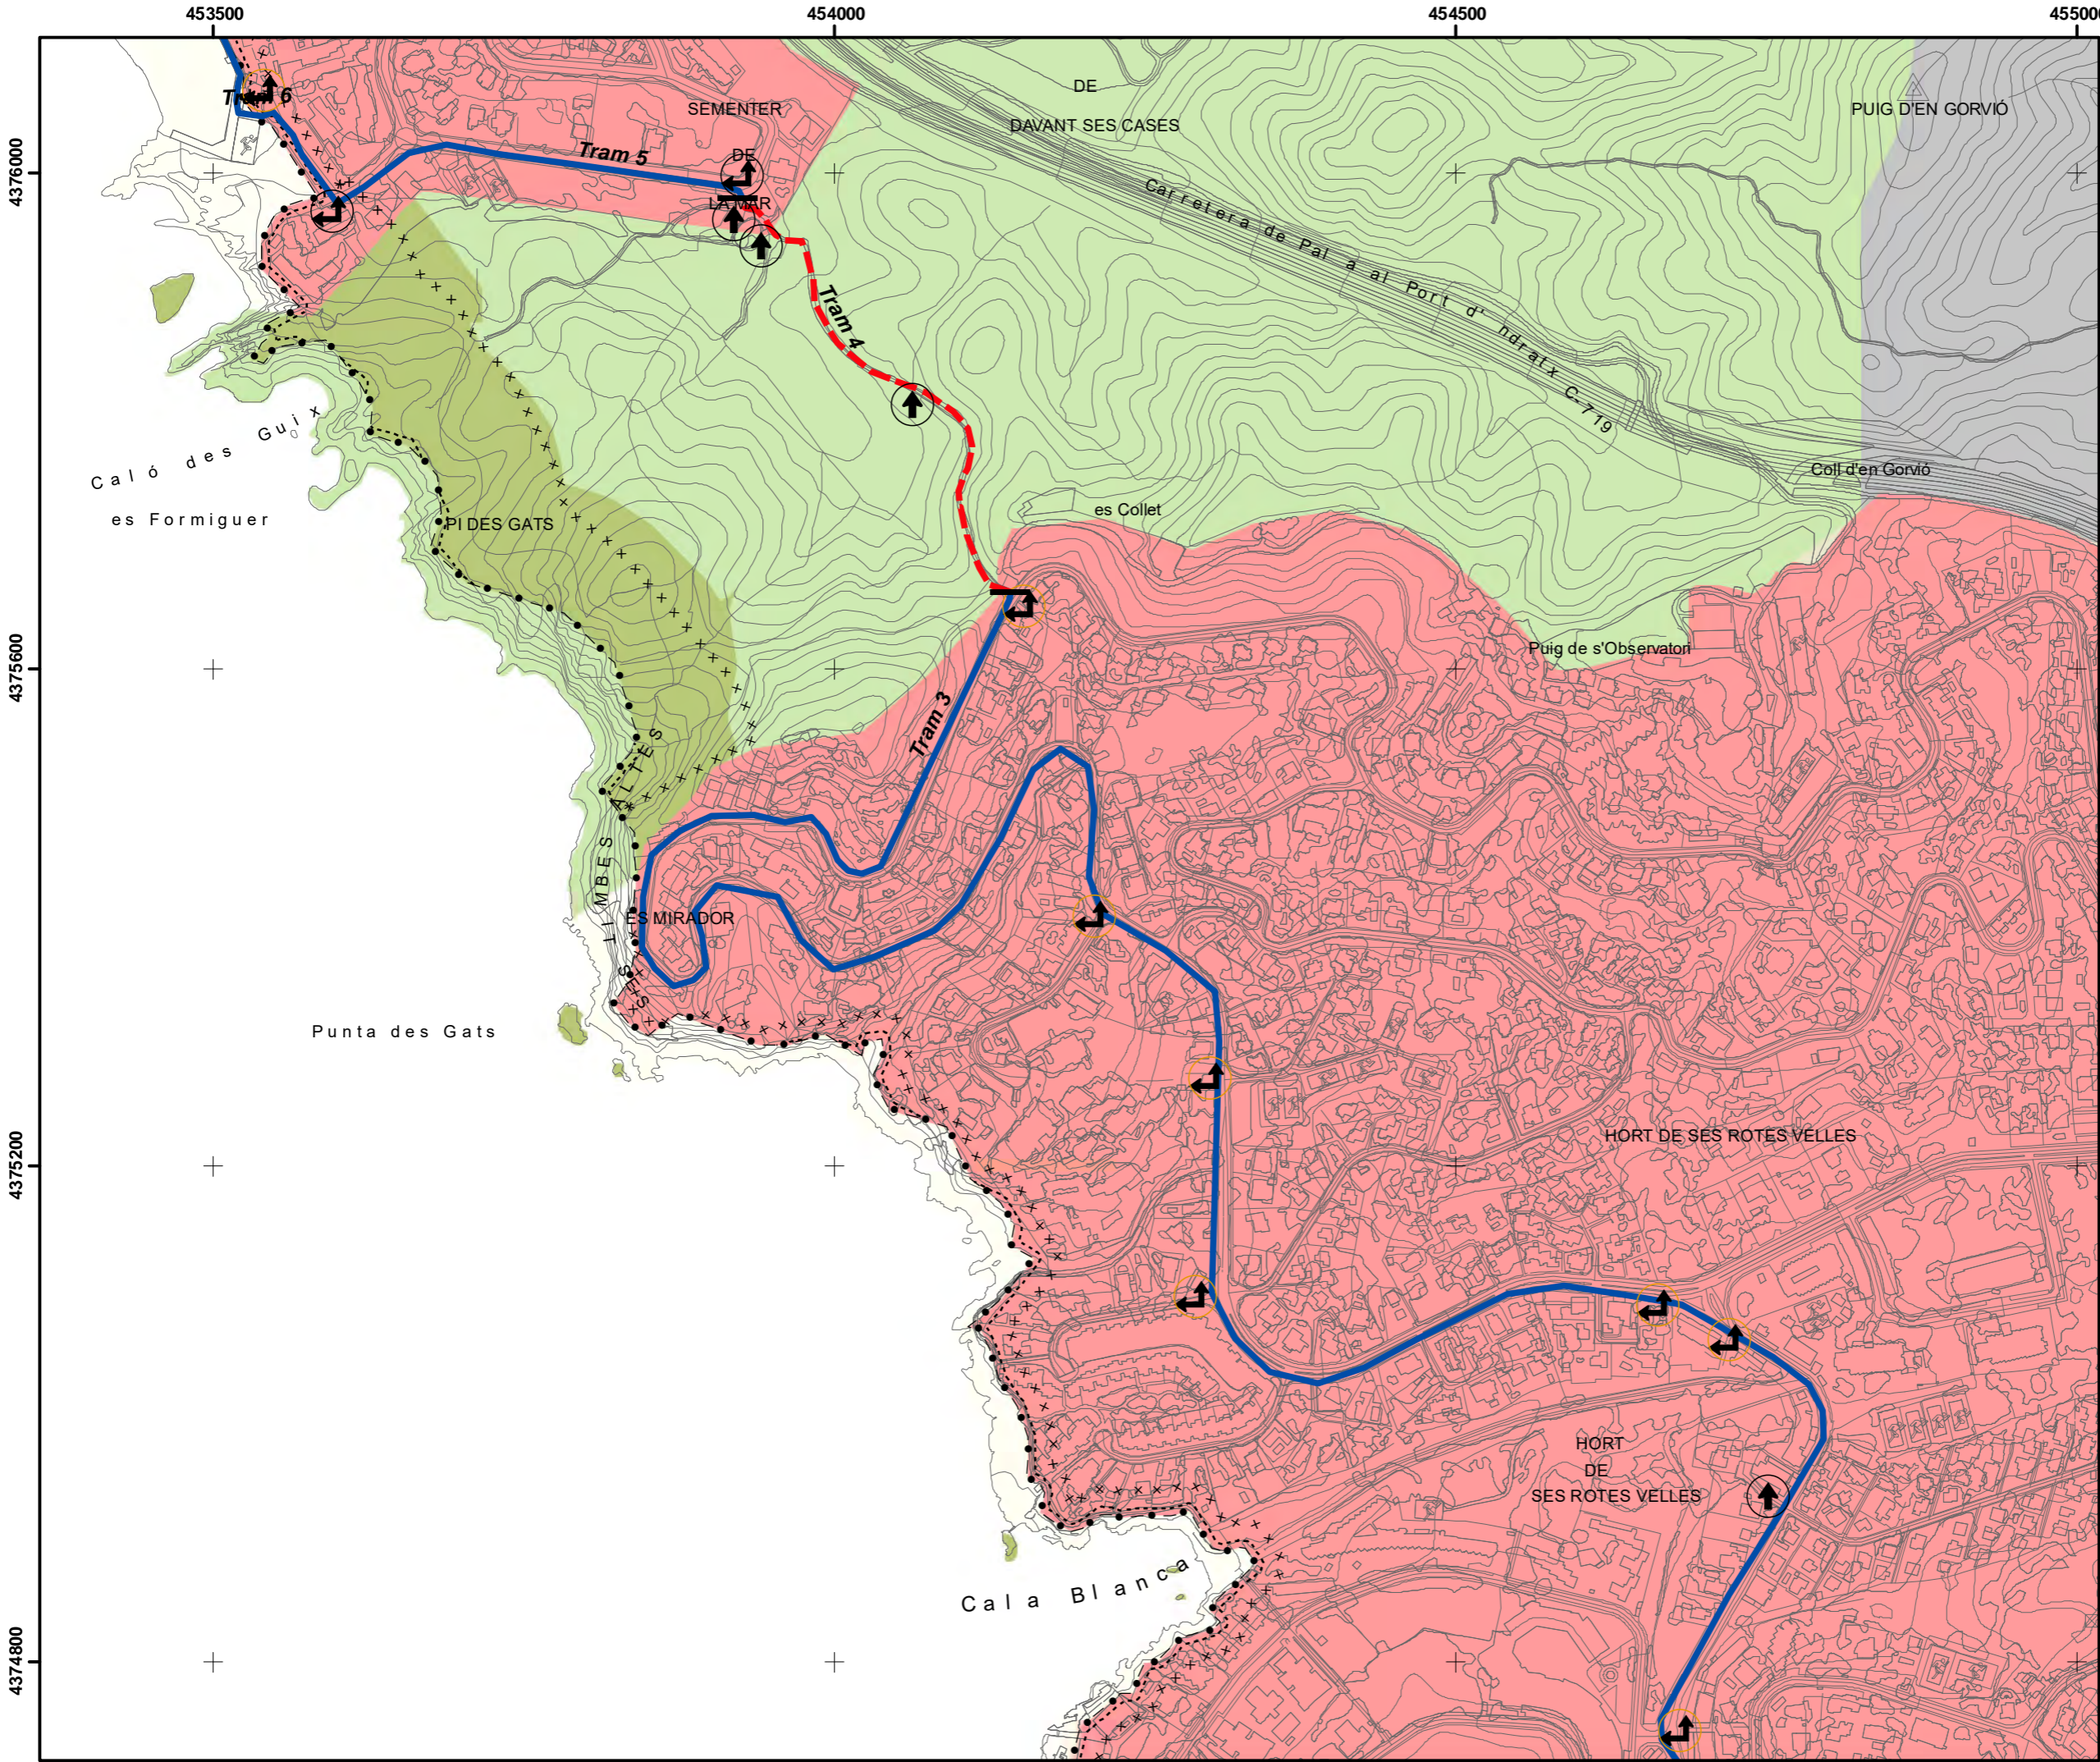 453500
454000
454500
455000
4376000
4375600
4375200
4374800
Tram 6
Tram 5
SEMENTER
DE
LA MAR
DE
DAVANT SES CASES
PUIG D'EN GORVIÓ
Carretera de Pal a al Port d' ndratx C-719
Tram 4
Coll d'en Gorvió
Caló des Guix
es Formiguer
PI DES GATS
es Collet
Puig de s'Observatori
Tram 3
SES LLIMBES ALTES
ES MIRADOR
Punta des Gats
HORT DE SES ROTES VELLES
HORT
DE
SES ROTES VELLES
Cala Blanca